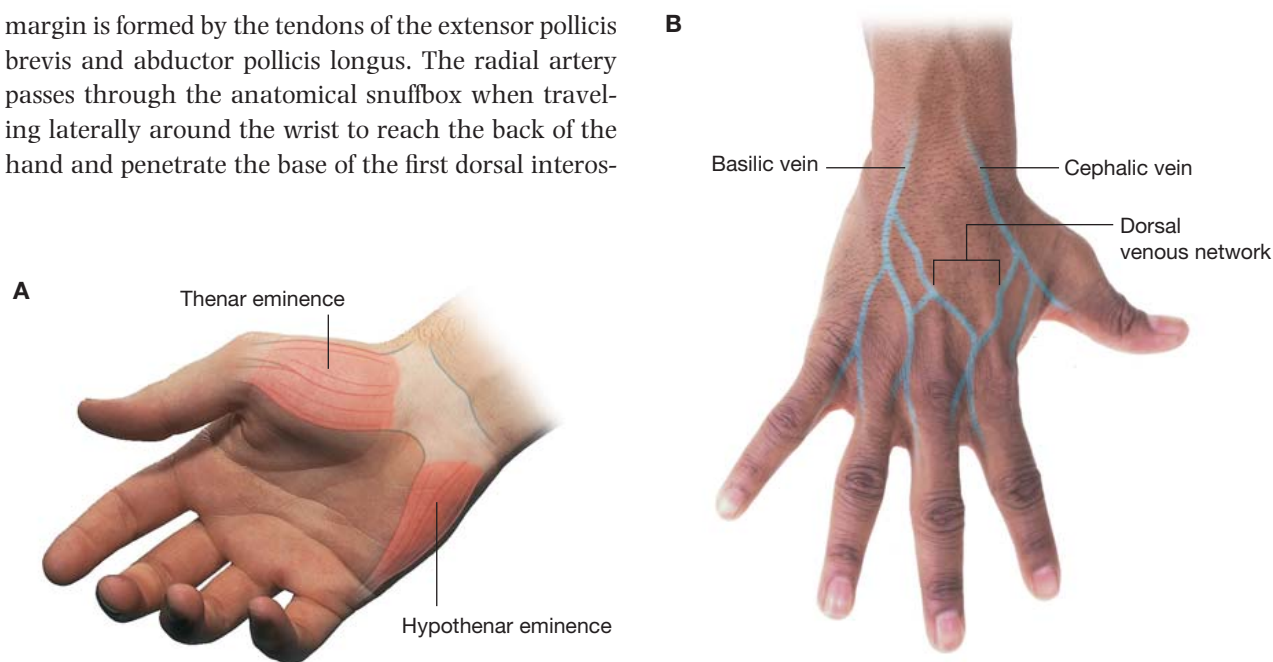 margin is formed by the tendons of the extensor pollicis
brevis and abductor pollicis longus. The radial artery
passes through the anatomical snuffbox when travel-
ing laterally around the wrist to reach the back of the
hand and penetrate the base of the first dorsal interos-
A
Thenar eminence
Hypothenar eminence
B
Basilic vein
Cephalic vein
Dorsal
venous network